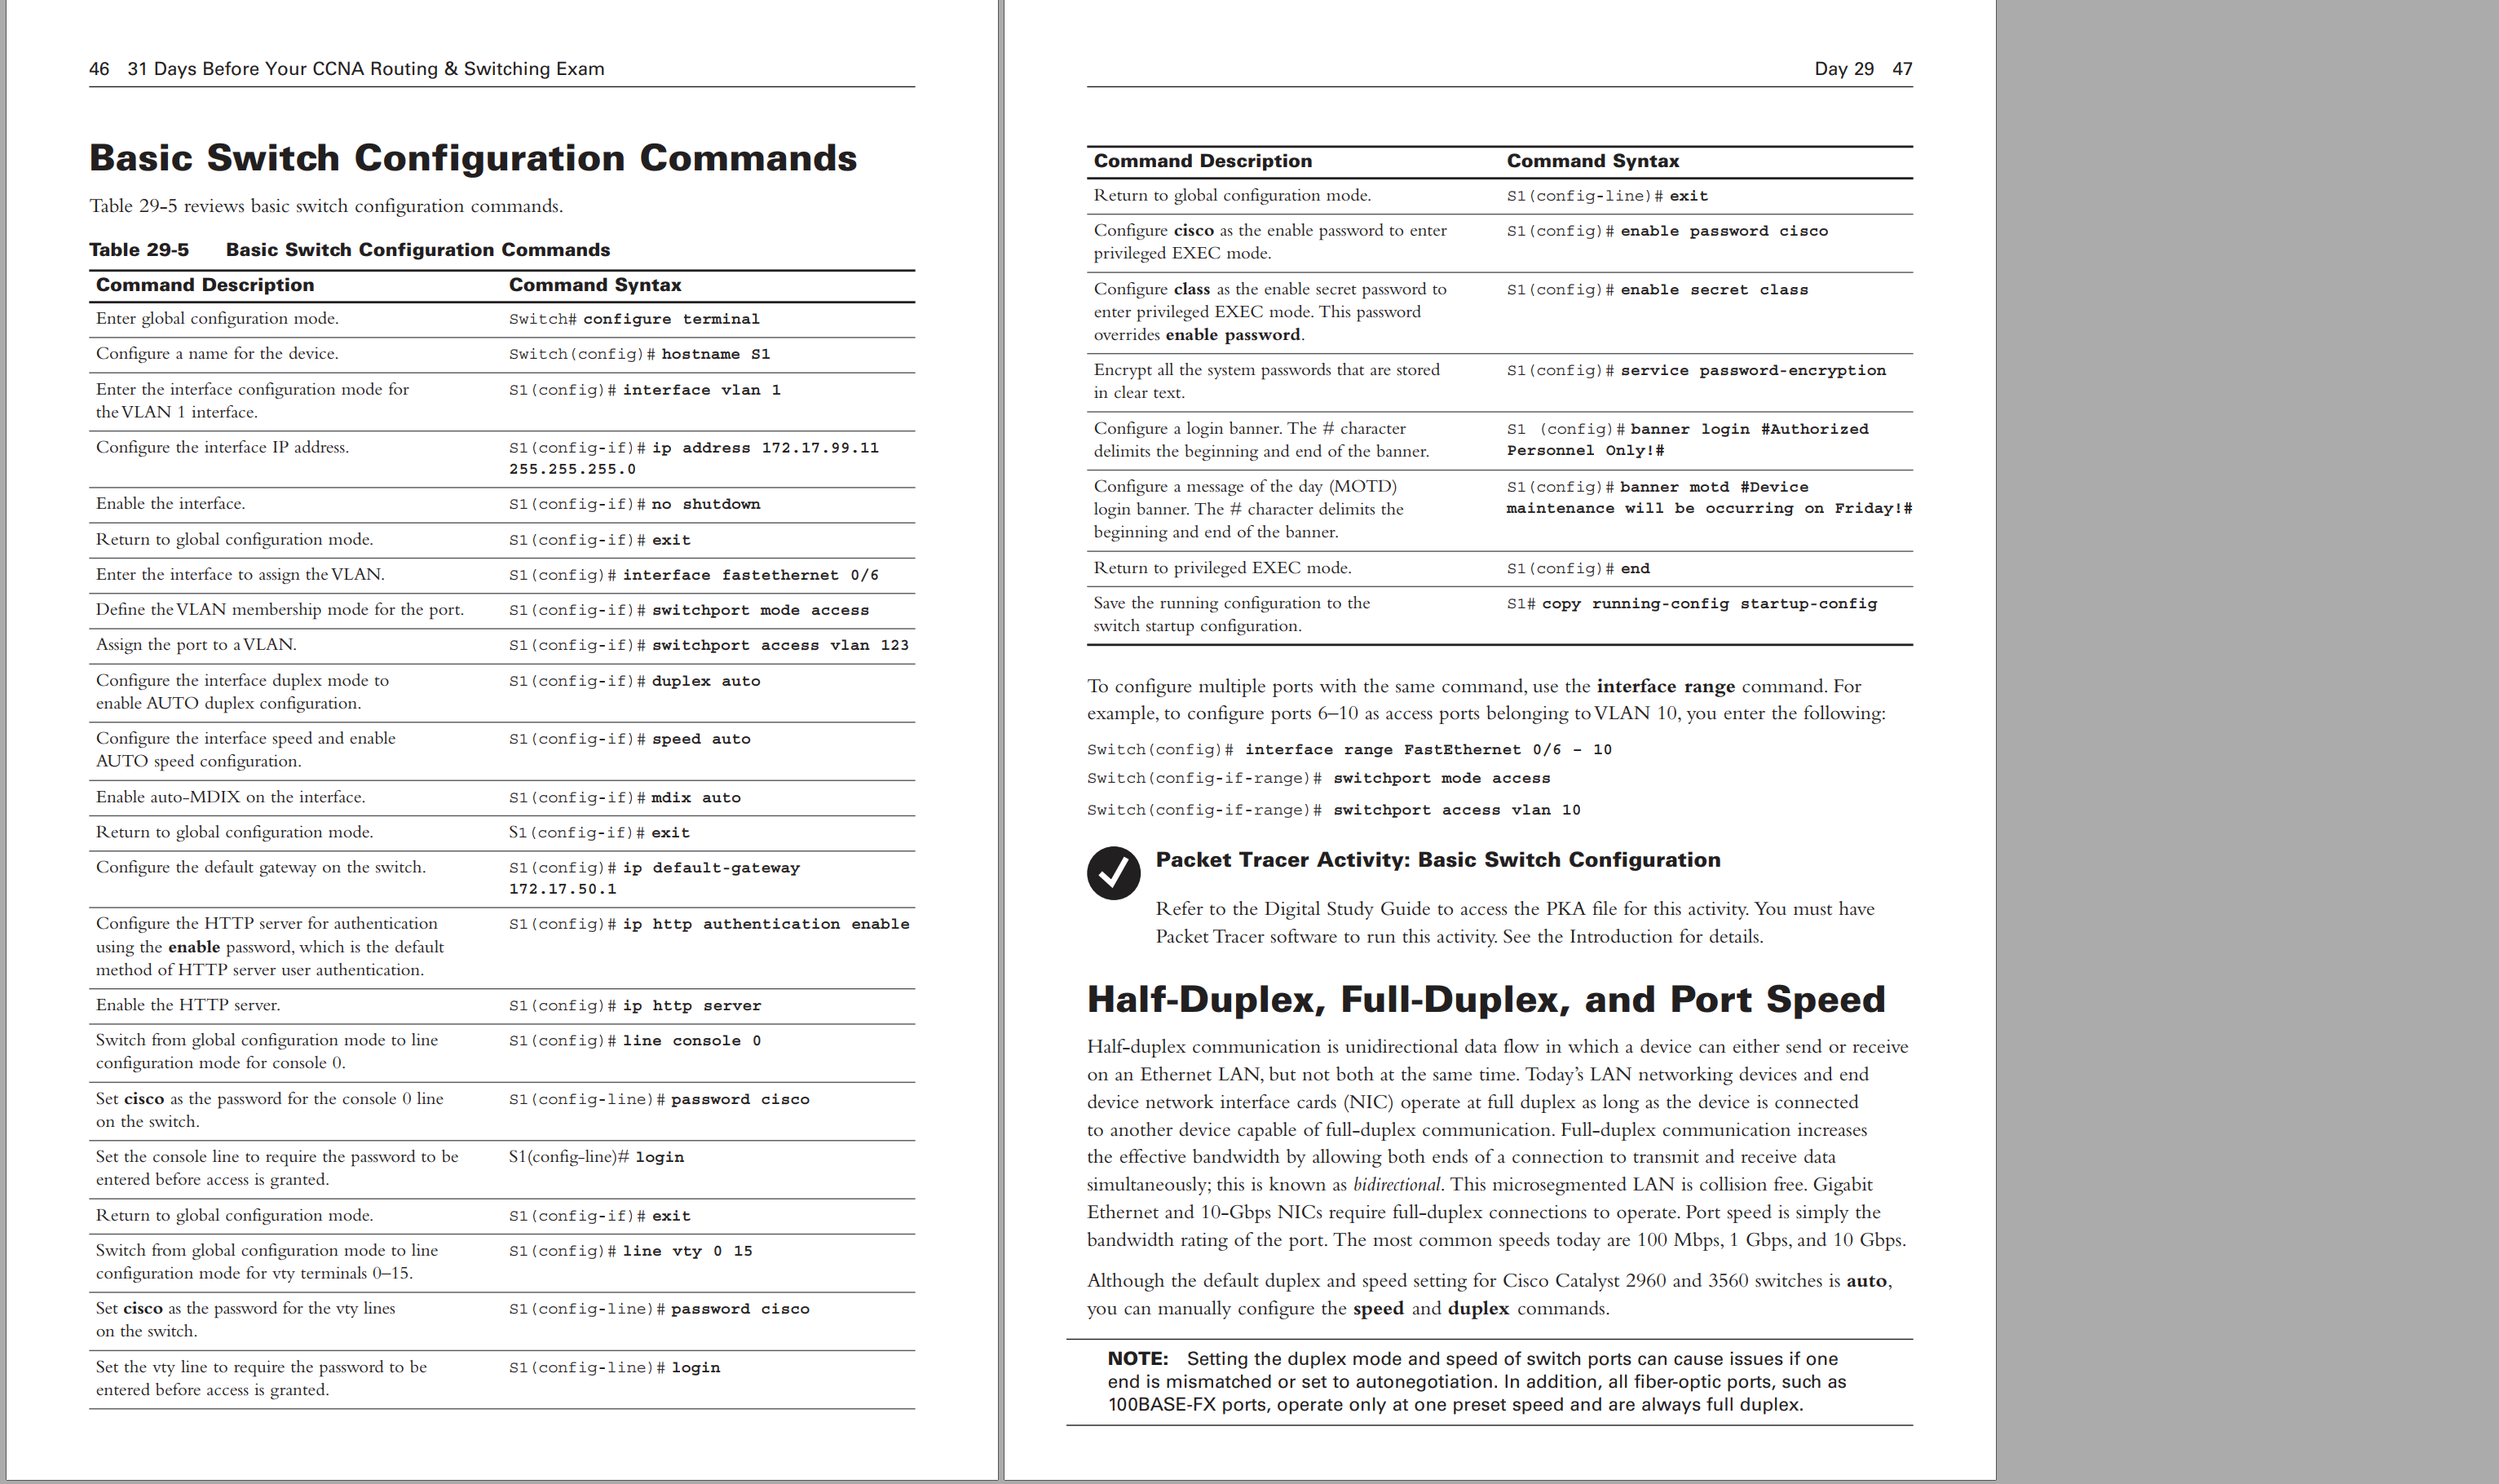 46 31 Days Before Your CCNA Routing & Switching Exam
Basic Switch Configuration Commands
Table 29-5 reviews basic switch configuration commands.
Table 29-5 Basic Switch Configuration Commands
Command Description Command Syntax
Enter global configuration mode. Switch# configure terminal
Configure a name for the device. Switch(config)# hostname S1
Enter the interface configuration mode for S1(config)# interface vlan 1
the VLAN 1 interface.
Configure the interface IP address. S1(config-if)# ip address 172.17.99.11
255.255.255.0
Enable the interface. S1(config-if)# no shutdown
Return to global configuration mode. S1(config-if)# exit
Enter the interface to assign the VLAN. S1(config)# interface fastethernet 0/6
Define the VLAN membership mode for the port. S1(config-if)# switchport mode access
Assign the port to a VLAN. S1(config-if)# switchport access vlan 123
Configure the interface duplex mode to S1(config-if)# duplex auto
enable AUTO duplex configuration.
Configure the interface speed and enable S1(config-if)# speed auto
AUTO speed configuration.
Enable auto-MDIX on the interface. S1(config-if)# mdix auto
Return to global configuration mode. S1(config-if)# exit
Configure the default gateway on the switch. S1(config)# ip default-gateway
172.17.50.1
Configure the HTTP server for authentication S1(config)# ip http authentication enable
using the enable password, which is the default
method of HTTP server user authentication.
Enable the HTTP server. S1(config)# ip http server
Switch from global configuration mode to line S1(config)# line console 0
configuration mode for console 0.
Set cisco as the password for the console 0 line S1(config-line)# password cisco
on the switch.
Set the console line to require the password to be S1(config-line)# login
entered before access is granted.
Return to global configuration mode. S1(config-if)# exit
Switch from global configuration mode to line S1(config)# line vty 0 15
configuration mode for vty terminals 0–15.
Set cisco as the password for the vty lines S1(config-line)# password cisco
on the switch.
Set the vty line to require the password to be S1(config-line)# login
entered before access is granted.
Day 29 47
Command Description Command Syntax
Return to global configuration mode. S1(config-line)# exit
Configure cisco as the enable password to enter S1(config)# enable password cisco
privileged EXEC mode.
Configure class as the enable secret password to S1(config)# enable secret class
enter privileged EXEC mode. This password
overrides enable password.
Encrypt all the system passwords that are stored S1(config)# service password-encryption
in clear text.
Configure a login banner. The # character S1 (config)# banner login #Authorized
delimits the beginning and end of the banner. Personnel Only!#
Configure a message of the day (MOTD) S1(config)# banner motd #Device
login banner. The # character delimits the maintenance will be occurring on Friday!#
beginning and end of the banner.
Return to privileged EXEC mode. S1(config)# end
Save the running configuration to the S1# copy running-config startup-config
switch startup configuration.
To configure multiple ports with the same command, use the interface range command. For
example, to configure ports 6–10 as access ports belonging to VLAN 10, you enter the following:
Switch(config)# interface range FastEthernet 0/6 - 10
Switch(config-if-range)# switchport mode access
Switch(config-if-range)# switchport access vlan 10
Packet Tracer Activity: Basic Switch Configuration
Refer to the Digital Study Guide to access the PKA file for this activity. You must have
Packet Tracer software to run this activity. See the Introduction for details.
Half-Duplex, Full-Duplex, and Port Speed
Half-duplex communication is unidirectional data flow in which a device can either send or receive
on an Ethernet LAN, but not both at the same time. Today's LAN networking devices and end
device network interface cards (NIC) operate at full duplex as long as the device is connected
to another device capable of full-duplex communication. Full-duplex communication increases
the effective bandwidth by allowing both ends of a connection to transmit and receive data
simultaneously; this is known as bidirectional. This microsegmented LAN is collision free. Gigabit
Ethernet and 10-Gbps NICs require full-duplex connections to operate. Port speed is simply the
bandwidth rating of the port. The most common speeds today are 100 Mbps, 1 Gbps, and 10 Gbps.
Although the default duplex and speed setting for Cisco Catalyst 2960 and 3560 switches is auto,
you can manually configure the speed and duplex commands.
NOTE: Setting the duplex mode and speed of switch ports can cause issues if one
end is mismatched or set to autonegotiation. In addition, all fiber-optic ports, such as
100BASE-FX ports, operate only at one preset speed and are always full duplex.